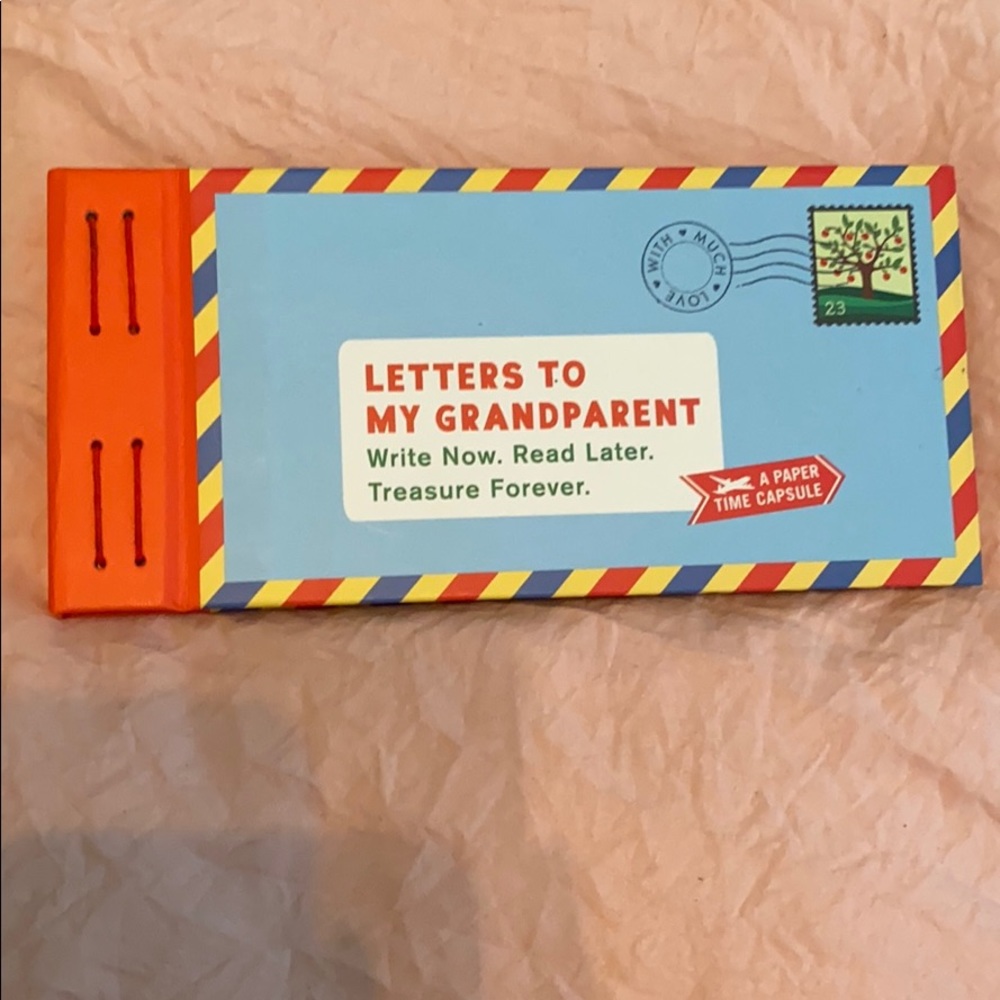 WITH MUCH LOVE
23
LETTERS TO
MY GRANDPARENT
Write Now. Read Later.
Treasure Forever.
A PAPER
TIME CAPSULE